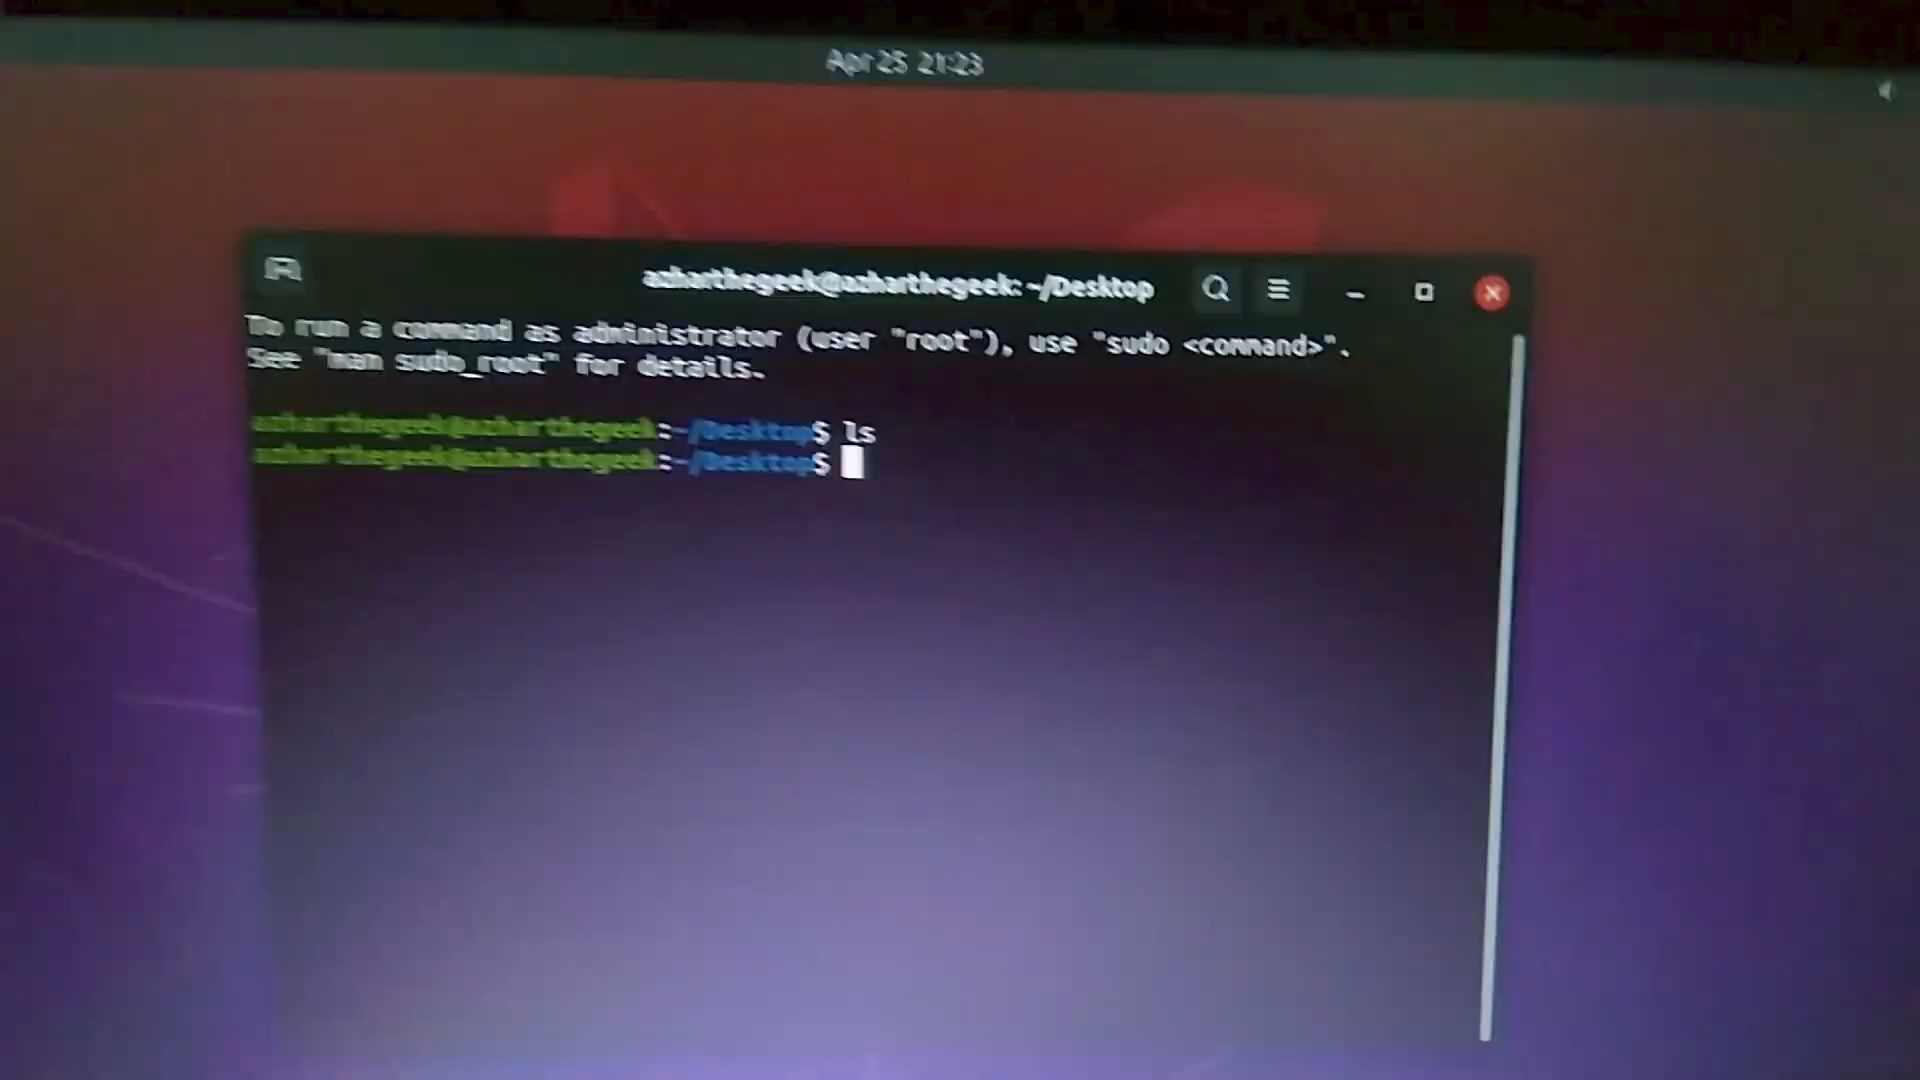 Apr 25 21:23
azharthegeek@azharthegeek: ~/Desktop
To run a command as administrator (user "root"), use "sudo <command>".
See "man sudo_root" for details.
azharthegeek@azharthegeek:~/Desktop$ ls
azharthegeek@azharthegeek:~/Desktop$